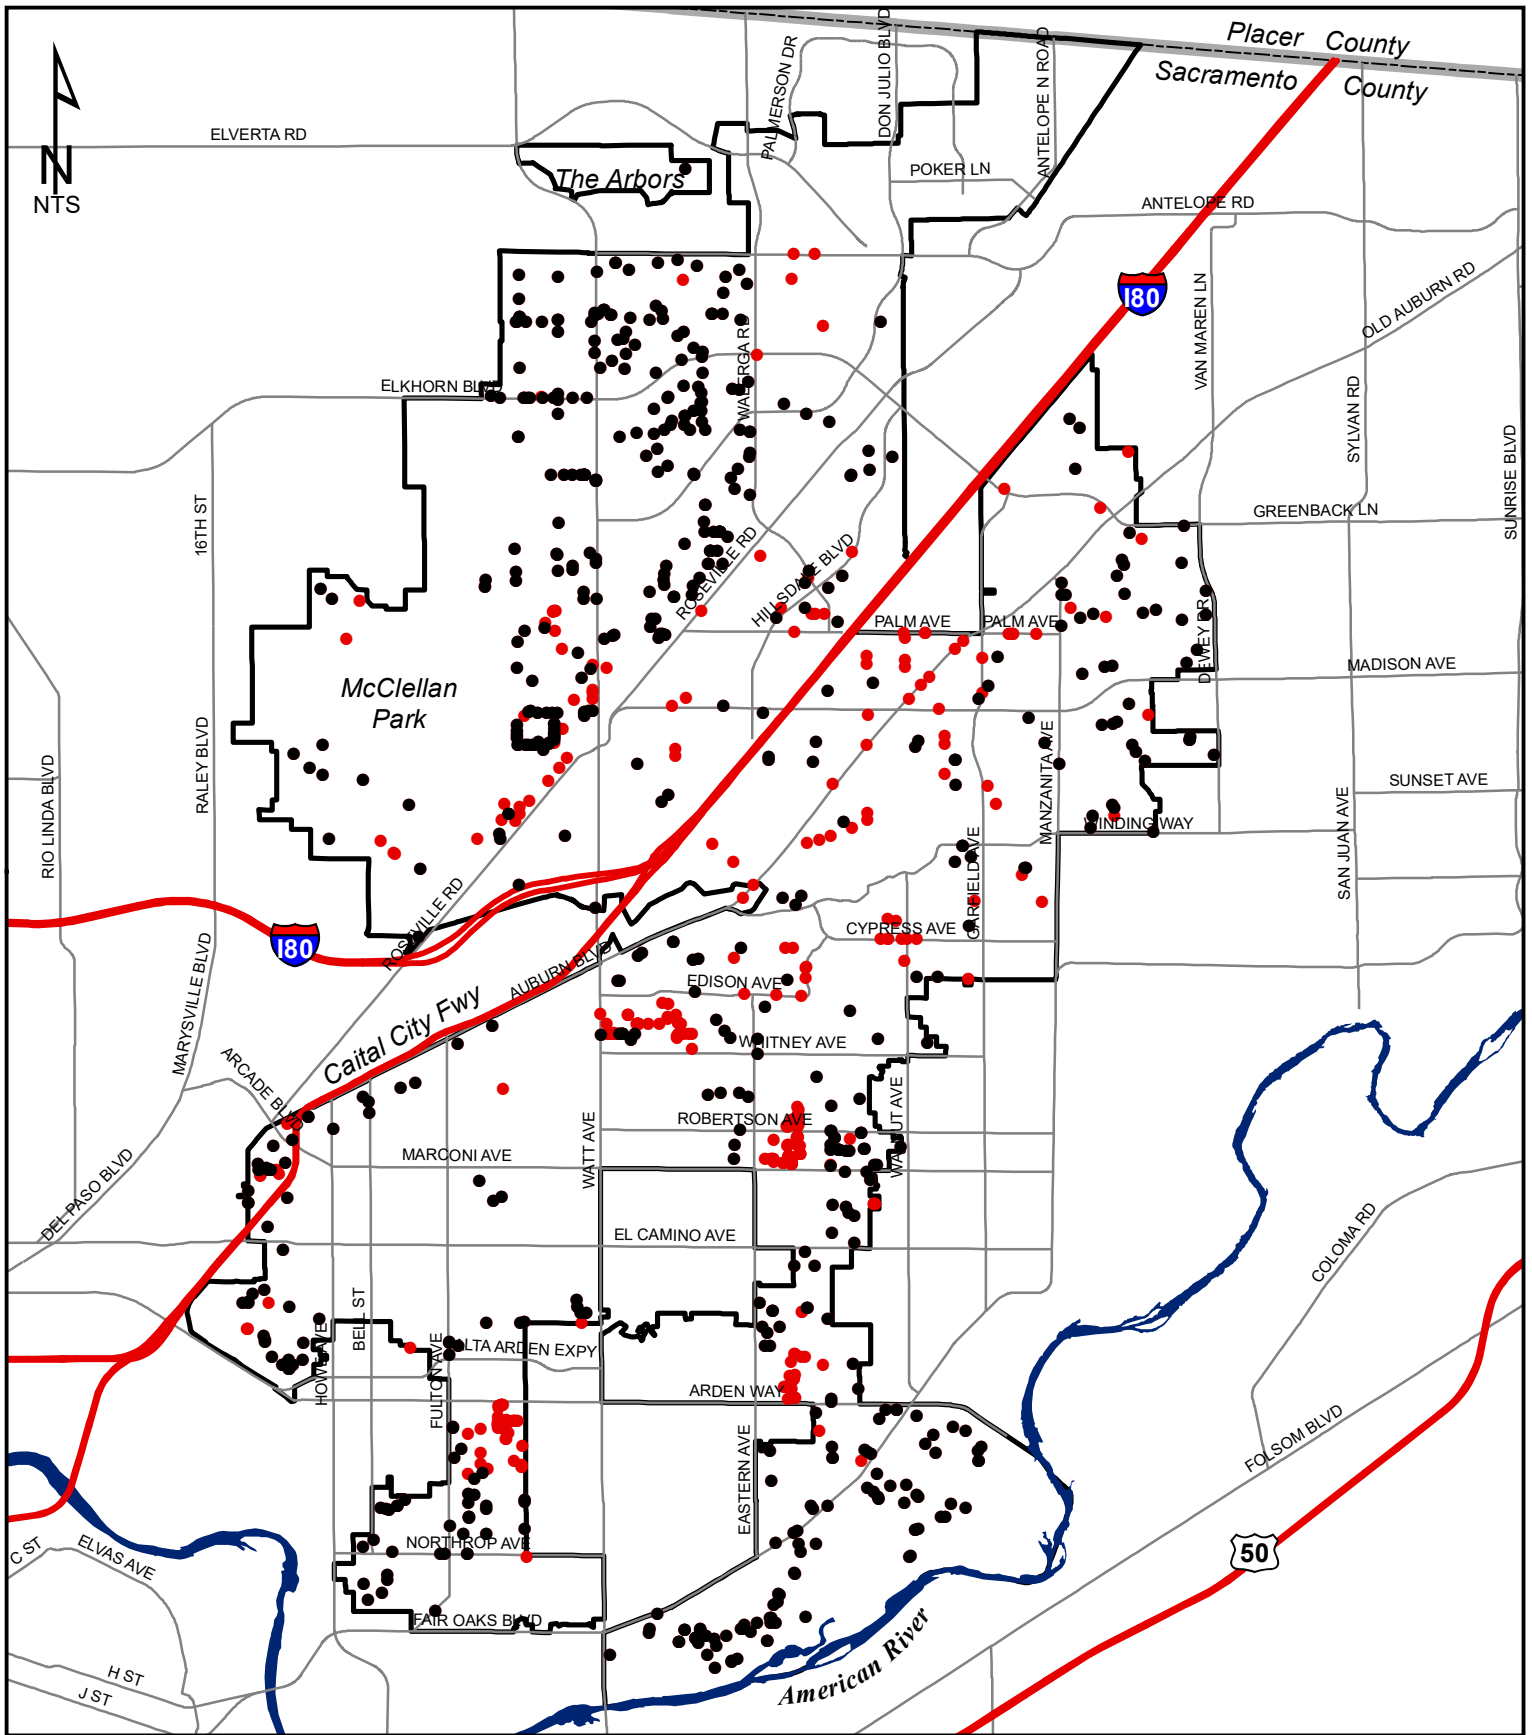 Placer County
Sacramento County
N
NTS
ELVERTA RD
PALMERSON DR
DON JULIO BLVD
ANTELOPE N ROAD
The Arbors
POKER LN
ANTELOPE RD
I80
VAN MAREN LN
OLD AUBURN RD
WALERGA RD
ELKHORN BLVD
SYLVAN RD
SUNRISE BLVD
16TH ST
GREENBACK LN
ROSEVILLE RD
HILLSDALE BLVD
PALM AVE
PALM AVE
DEWEY DR
MADISON AVE
McClellan
Park
RALEY BLVD
RIO LINDA BLVD
MANZANITA AVE
SUNSET AVE
WINDING WAY
SAN JUAN AVE
GARFIELD AVE
ROSEVILLE RD
I80
CYPRESS AVE
MARYSVILLE BLVD
AUBURN BLVD
EDISON AVE
Caital City Fwy
WHITNEY AVE
ARCADE BLVD
ROBERTSON AVE
WALNUT AVE
WATT AVE
MARCONI AVE
DEL PASO BLVD
EL CAMINO AVE
COLOMA RD
HOWE AVE
BELL ST
FULTON AVE
ALTA ARDEN EXPY
ARDEN WAY
EASTERN AVE
FOLSOM BLVD
50
C ST
ELVAS AVE
NORTHROP AVE
FAIR OAKS BLVD
American River
H ST
J ST